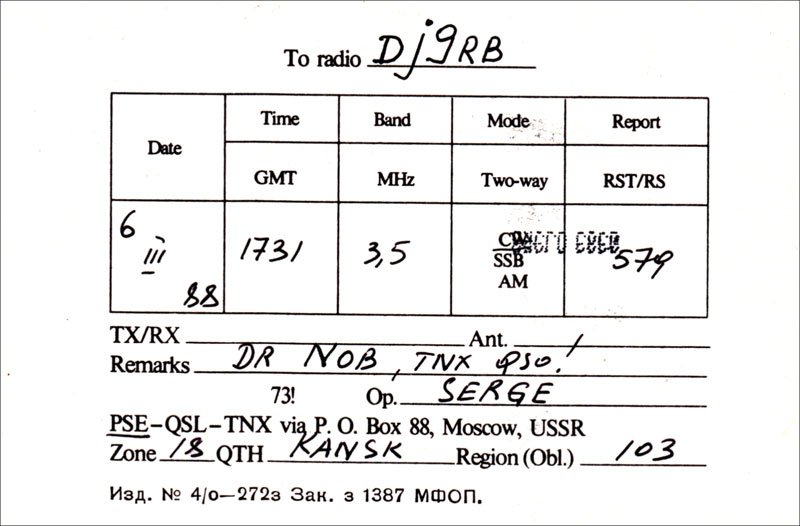 To radio Dj9RB
Date Time Band Mode Report
GMT MHz Two-way RST/RS
6 III 88 1731 3,5 CW 579
SSB
AM
TX/RX Ant.
Remarks DR NOB, TNX QSO!
73! Op. SERGE
PSE-QSL-TNX via P. O. Box 88, Moscow, USSR
Zone 18 QTH KANSK Region (Obl.) 103
Изд. № 4/о—272з Зак. з 1387 МФОП.